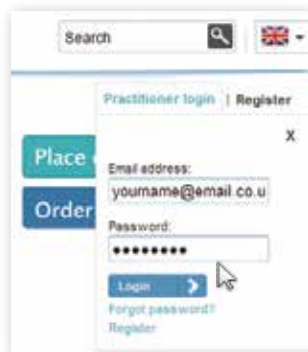 Search
Practitioner login | Register
X
Place
Email address:
yourname@email.co.u
Order
Password:
••••••••
Login
Forgot password?
Register